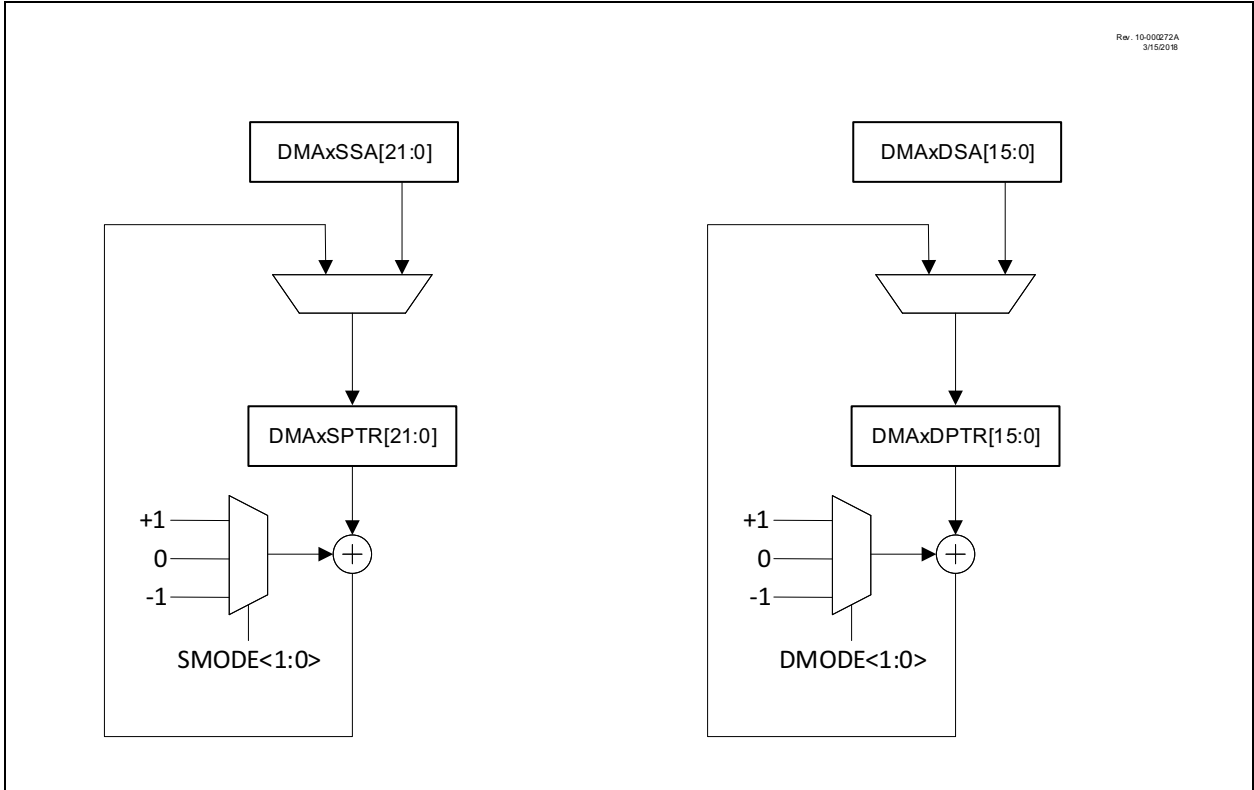 Rev. 10-000272A
3/15/2018
DMAxSSA[21:0]
DMAxDSA[15:0]
DMAxSPTR[21:0]
DMAxDPTR[15:0]
+1
0
-1
SMODE<1:0>
+1
0
-1
DMODE<1:0>